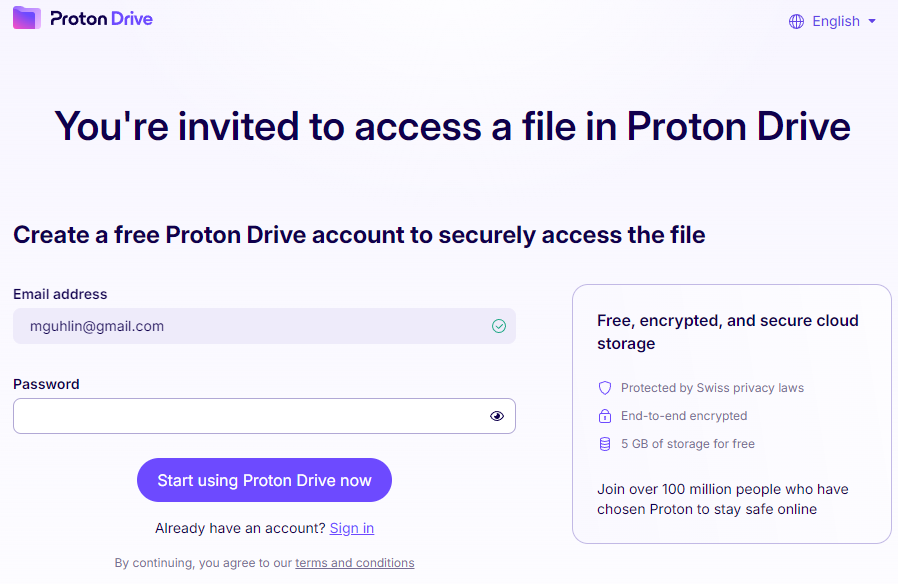 Proton Drive
English
You're invited to access a file in Proton Drive
Create a free Proton Drive account to securely access the file
Email address
mguhlin@gmail.com
Password
Start using Proton Drive now
Already have an account? Sign in
By continuing, you agree to our terms and conditions
Free, encrypted, and secure cloud
storage
Protected by Swiss privacy laws
End-to-end encrypted
5 GB of storage for free
Join over 100 million people who have
chosen Proton to stay safe online